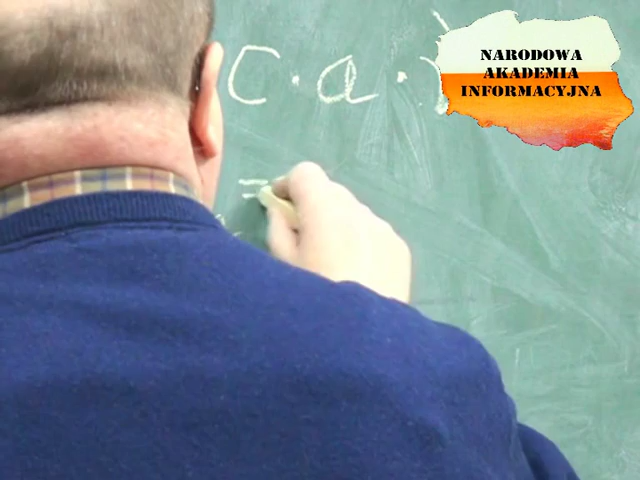 c · a ·
=
NARODOWA
AKADEMIA
INFORMACYJNA